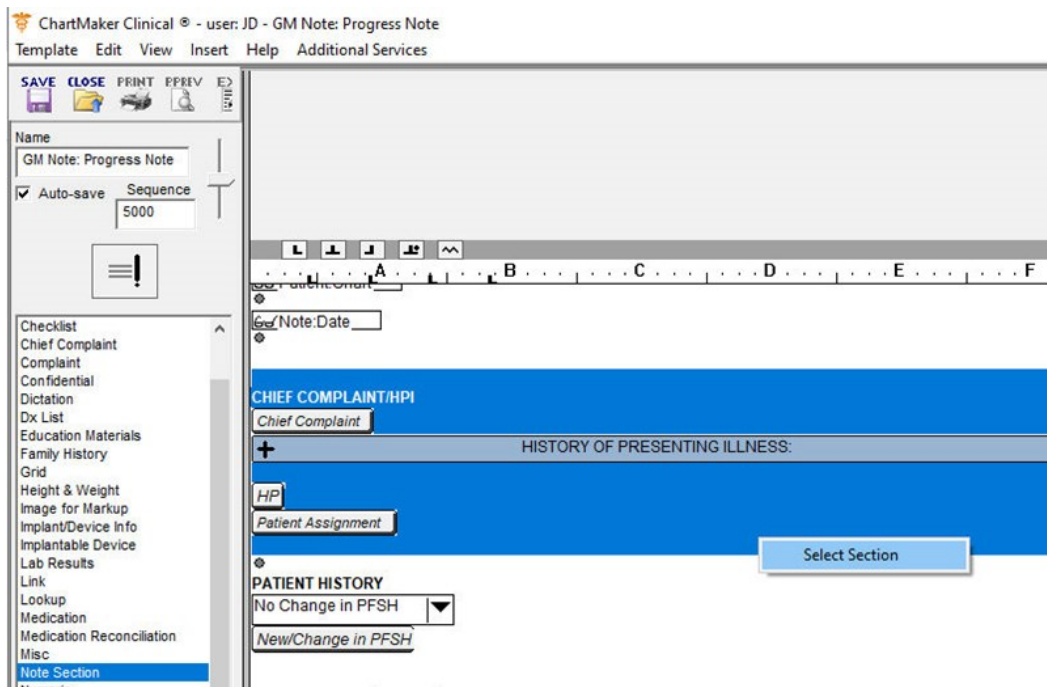 ChartMaker Clinical ® - user: JD - GM Note: Progress Note
Template Edit View Insert Help Additional Services
SAVE CLOSE PRINT PPREV
Name
GM Note: Progress Note
Auto-save
Sequence
5000
Checklist
Chief Complaint
Complaint
Confidential
Dictation
Dx List
Education Materials
Family History
Grid
Height & Weight
Image for Markup
Implant/Device Info
Implantable Device
Lab Results
Link
Lookup
Medication
Medication Reconciliation
Misc
Note Section
A B C D E F
Patient:Chart
Note:Date
CHIEF COMPLAINT/HPI
Chief Complaint
HISTORY OF PRESENTING ILLNESS:
HP
Patient Assignment
Select Section
PATIENT HISTORY
No Change in PFSH
New/Change in PFSH